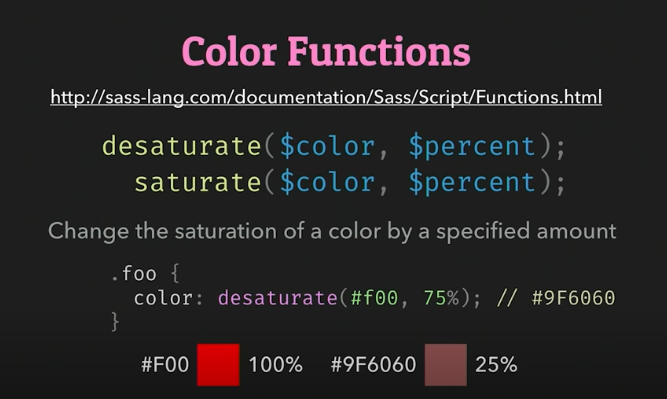 Color Functions
http://sass-lang.com/documentation/Sass/Script/Functions.html
desaturate($color, $percent);
saturate($color, $percent);
Change the saturation of a color by a specified amount
.foo {
color: desaturate(#f00, 75%); // #9F6060
}
#F00 100% #9F6060 25%